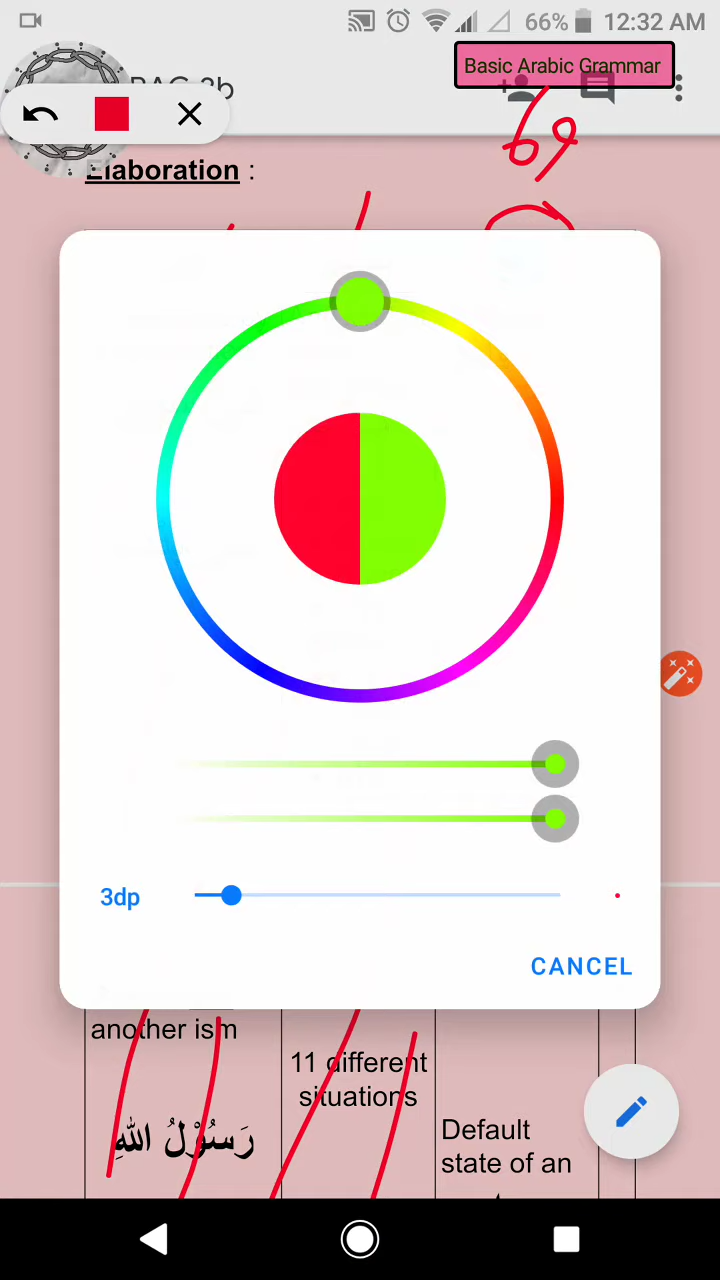 66% 12:32 AM
Basic Arabic Grammar
69
Elaboration :
3dp
CANCEL
another ism
11 different
situations
رَسُوْلُ اللهِ
Default
state of an